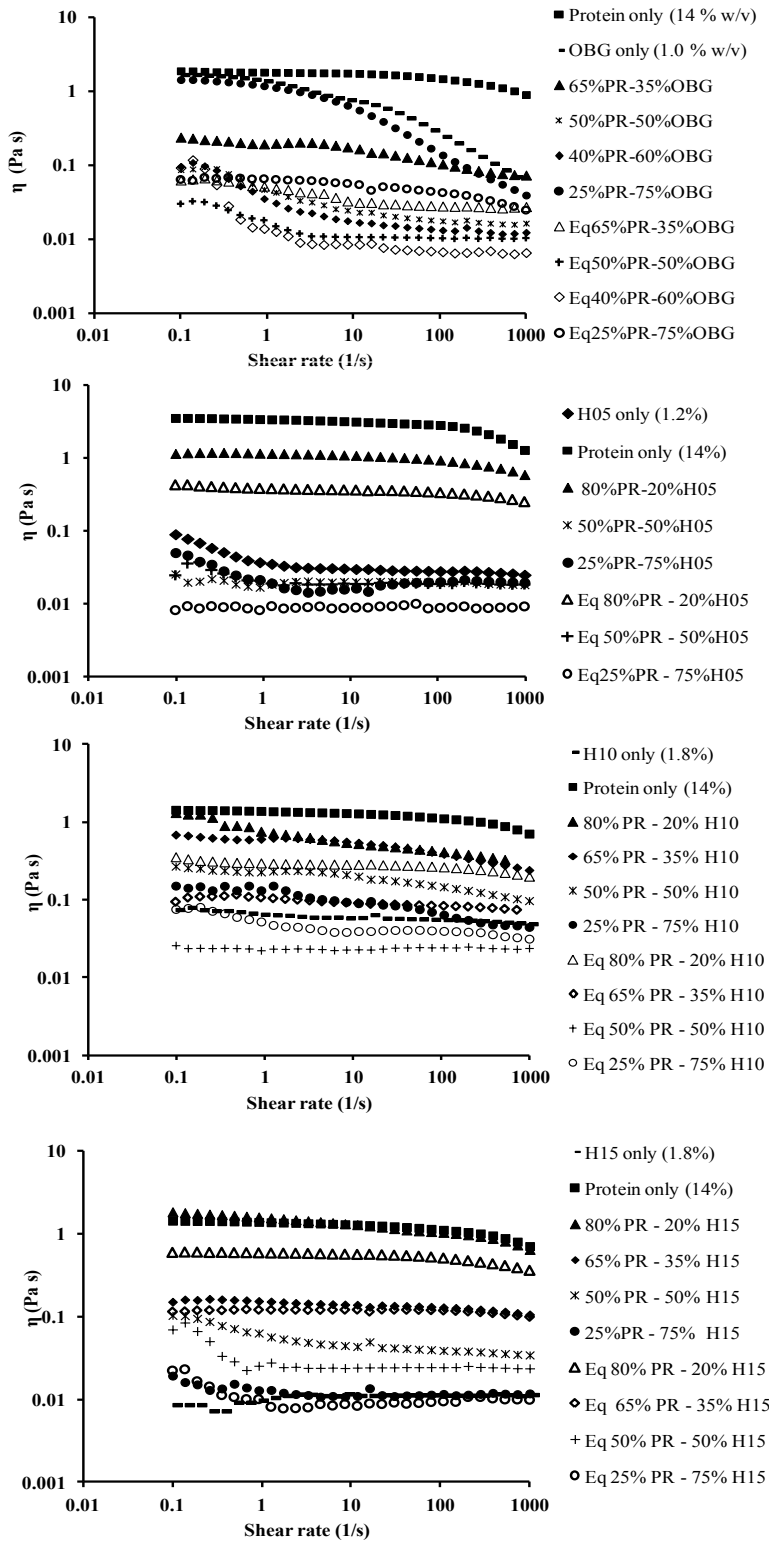 η (Pa s)
10
1
0.1
0.01
0.001
0.01
0.1
1
10
100
1000
Shear rate (1/s)
Protein only (14 % w/v)
OBG only (1.0 % w/v)
65%PR-35%OBG
50%PR-50%OBG
40%PR-60%OBG
25%PR-75%OBG
Eq65%PR-35%OBG
Eq50%PR-50%OBG
Eq40%PR-60%OBG
Eq25%PR-75%OBG
η (Pa s)
10
1
0.1
0.01
0.001
0.01
0.1
1
10
100
1000
Shear rate (1/s)
H05 only (1.2%)
Protein only (14%)
80%PR-20%H05
50%PR-50%H05
25%PR-75%H05
Eq 80%PR - 20%H05
Eq 50%PR - 50%H05
Eq25%PR - 75%H05
η (Pa s)
10
1
0.1
0.01
0.001
0.01
0.1
1
10
100
1000
Shear rate (1/s)
H10 only (1.8%)
Protein only (14%)
80% PR - 20% H10
65% PR - 35% H10
50% PR - 50% H10
25% PR - 75% H10
Eq 80% PR - 20% H10
Eq 65% PR - 35% H10
Eq 50% PR - 50% H10
Eq 25% PR - 75% H10
η (Pa s)
10
1
0.1
0.01
0.001
0.01
0.1
1
10
100
1000
Shear rate (1/s)
H15 only (1.8%)
Protein only (14%)
80% PR - 20% H15
65% PR - 35% H15
50% PR - 50% H15
25%PR - 75% H15
Eq 80% PR - 20% H15
Eq 65% PR - 35% H15
Eq 50% PR - 50% H15
Eq 25% PR - 75% H15